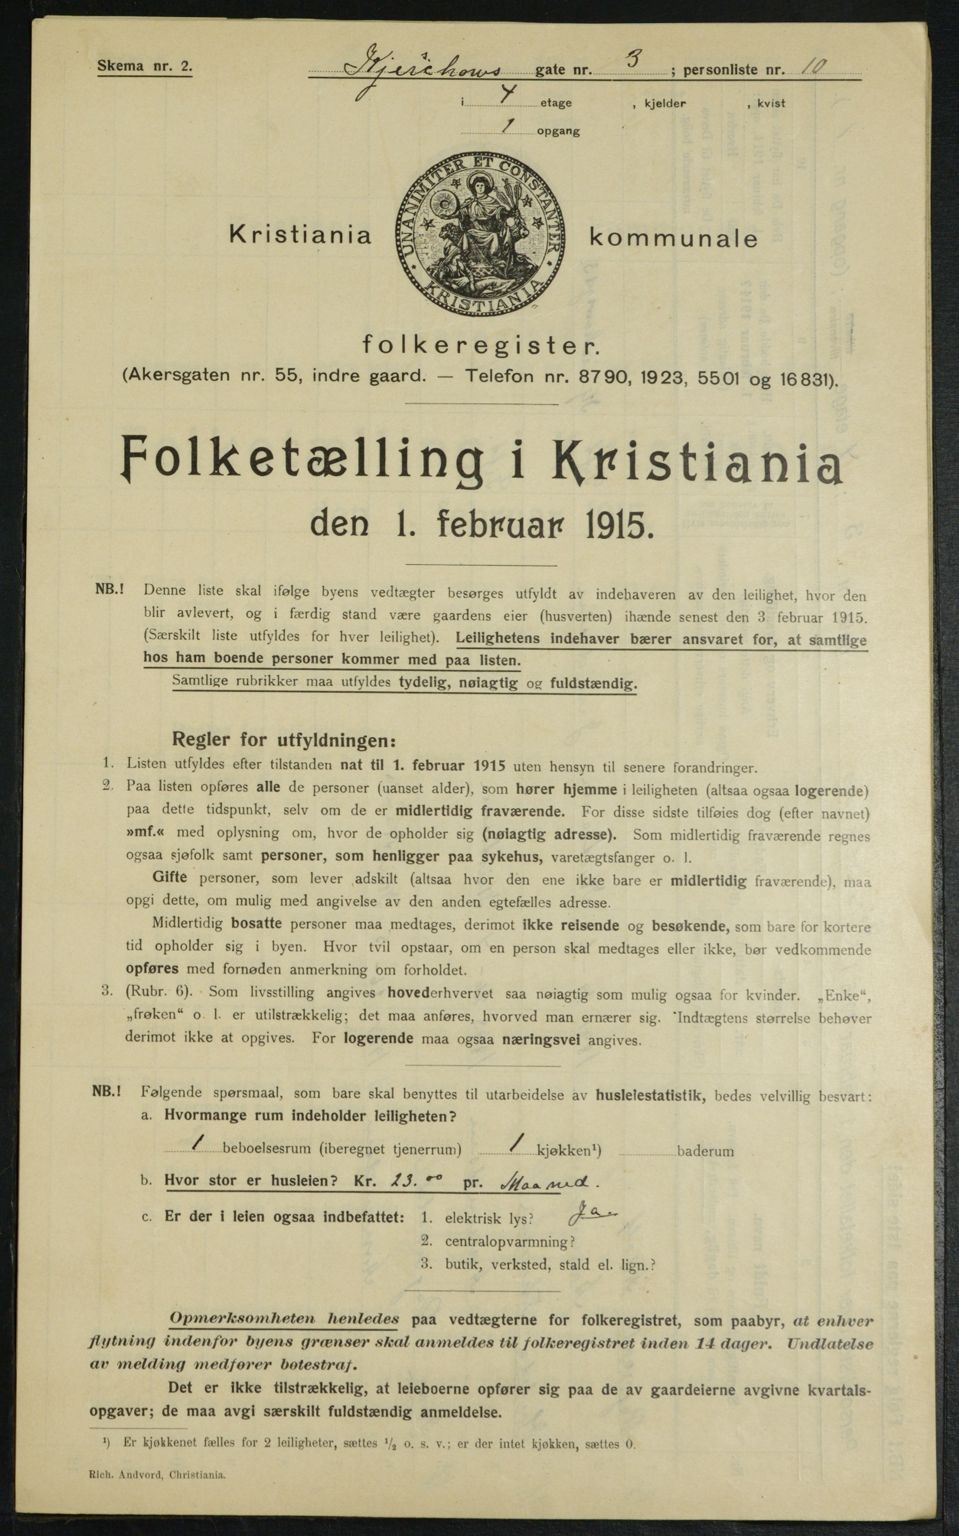 Skema nr. 2.
Kjerschows gate nr. 3 ; personliste nr. 10
i 4 etage , kjelder , kvist
1 opgang
UNANIMITER ET CONSTANTER
KRISTIANIA
Kristiania kommunale
folkeregister.
(Akersgaten nr. 55, indre gaard. — Telefon nr. 8790, 1923, 5501 og 16831).
Folketælling i Kristiania
den 1. februar 1915.
NB.! Denne liste skal ifølge byens vedtægter besørges utfyldt av indehaveren av den leilighet, hvor den
blir avlevert, og i færdig stand være gaardens eier (husverten) ihænde senest den 3 februar 1915.
(Særskilt liste utfyldes for hver leilighet). Leilighetens indehaver bærer ansvaret for, at samtlige
hos ham boende personer kommer med paa listen.
Samtlige rubrikker maa utfyldes tydelig, nøiagtig og fuldstændig.
Regler for utfyldningen:
1. Listen utfyldes efter tilstanden nat til 1. februar 1915 uten hensyn til senere forandringer.
2. Paa listen opføres alle de personer (uanset alder), som hører hjemme i leiligheten (altsaa ogsaa logerende)
paa dette tidspunkt, selv om de er midlertidig fraværende. For disse sidste tilføies dog (efter navnet)
»mf.« med oplysning om, hvor de opholder sig (nøiagtig adresse). Som midlertidig fraværende regnes
ogsaa sjøfolk samt personer, som henligger paa sykehus, varetægtsfanger o. l.
Gifte personer, som lever adskilt (altsaa hvor den ene ikke bare er midlertidig fraværende), maa
opgi dette, om mulig med angivelse av den anden egtefælles adresse.
Midlertidig bosatte personer maa medtages, derimot ikke reisende og besøkende, som bare for kortere
tid opholder sig i byen. Hvor tvil opstaar, om en person skal medtages eller ikke, bør vedkommende
opføres med fornøden anmerkning om forholdet.
3. (Rubr. 6). Som livsstilling angives hovederhvervet saa nøiagtig som mulig ogsaa for kvinder. „Enke“,
„frøken“ o. l. er utilstrækkelig; det maa anføres, hvorved man ernærer sig. Indtægtens størrelse behøver
derimot ikke at opgives. For logerende maa ogsaa næringsvei angives.
NB.! Følgende spørsmaal, som bare skal benyttes til utarbeidelse av husleiestatistik, bedes velvillig besvart:
a. Hvormange rum indeholder leiligheten?
1 beboelsesrum (iberegnet tjenerrum) 1 kjøkken¹) baderum
b. Hvor stor er husleien? Kr. 23.00 pr. Maaned.
c. Er der i leien ogsaa indbefattet: 1. elektrisk lys? Ja
2. centralopvarmning?
3. butik, verksted, stald el. lign.?
Opmerksomheten henledes paa vedtægterne for folkeregistret, som paabyr, at enhver
flytning indenfor byens grænser skal anmeldes til folkeregistret inden 14 dager. Undlatelse
av melding medfører botestraf.
Det er ikke tilstrækkelig, at leieboerne opfører sig paa de av gaardeierne avgivne kvartals-
opgaver; de maa avgi særskilt fuldstændig anmeldelse.
¹) Er kjøkkenet fælles for 2 leiligheter, sættes ½ o. s. v.; er der intet kjøkken, sættes 0.
Rich. Andvord, Christiania.